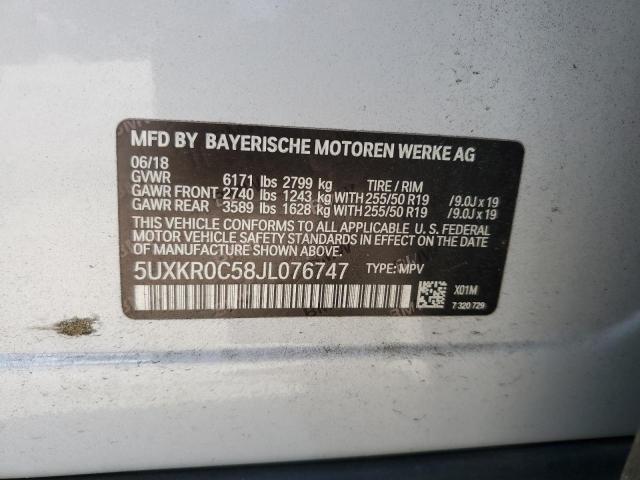 MFD BY BAYERISCHE MOTOREN WERKE AG
06/18
GVWR 6171 lbs 2799 kg TIRE / RIM
GAWR FRONT 2740 lbs 1243 kg WITH 255/50 R19 /9.0J x 19
GAWR REAR 3589 lbs 1628 kg WITH 255/50 R19 /9.0J x 19
THIS VEHICLE CONFORMS TO ALL APPLICABLE U. S. FEDERAL
MOTOR VEHICLE SAFETY STANDARDS IN EFFECT ON THE DATE
OF MANUFACTURE SHOWN ABOVE.
5UXKR0C58JL076747 TYPE: MPV
X01M
7 320 729